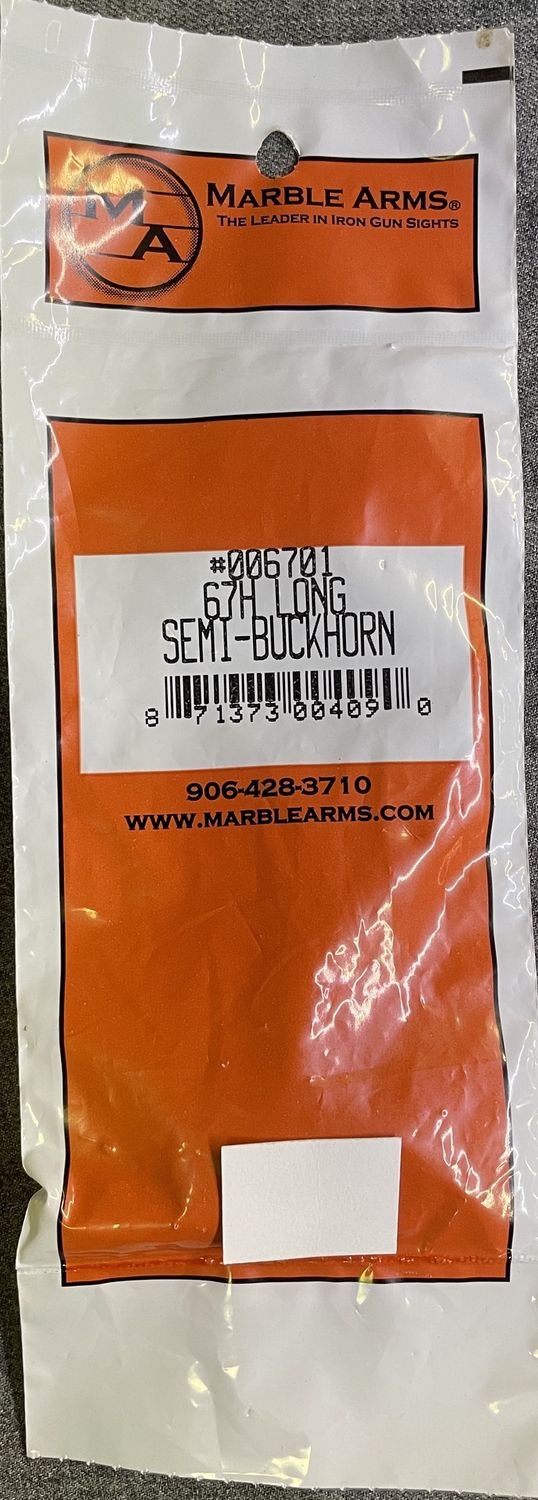 MA
MARBLE ARMS®
THE LEADER IN IRON GUN SIGHTS
#006701
67H LONG
SEMI-BUCKHORN
8 71373 00409 0
906-428-3710
WWW.MARBLEARMS.COM